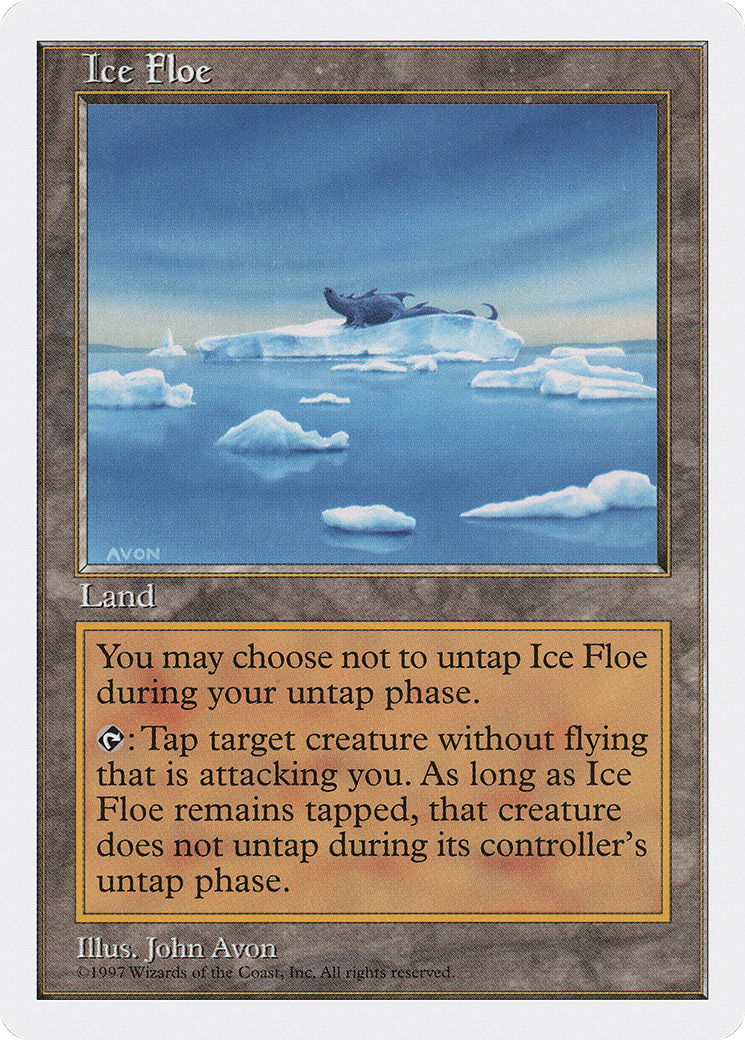 Ice Floe
AVON
Land
You may choose not to untap Ice Floe
during your untap phase.
: Tap target creature without flying
that is attacking you. As long as Ice
Floe remains tapped, that creature
does not untap during its controller's
untap phase.
Illus. John Avon
©1997 Wizards of the Coast, Inc. All rights reserved.